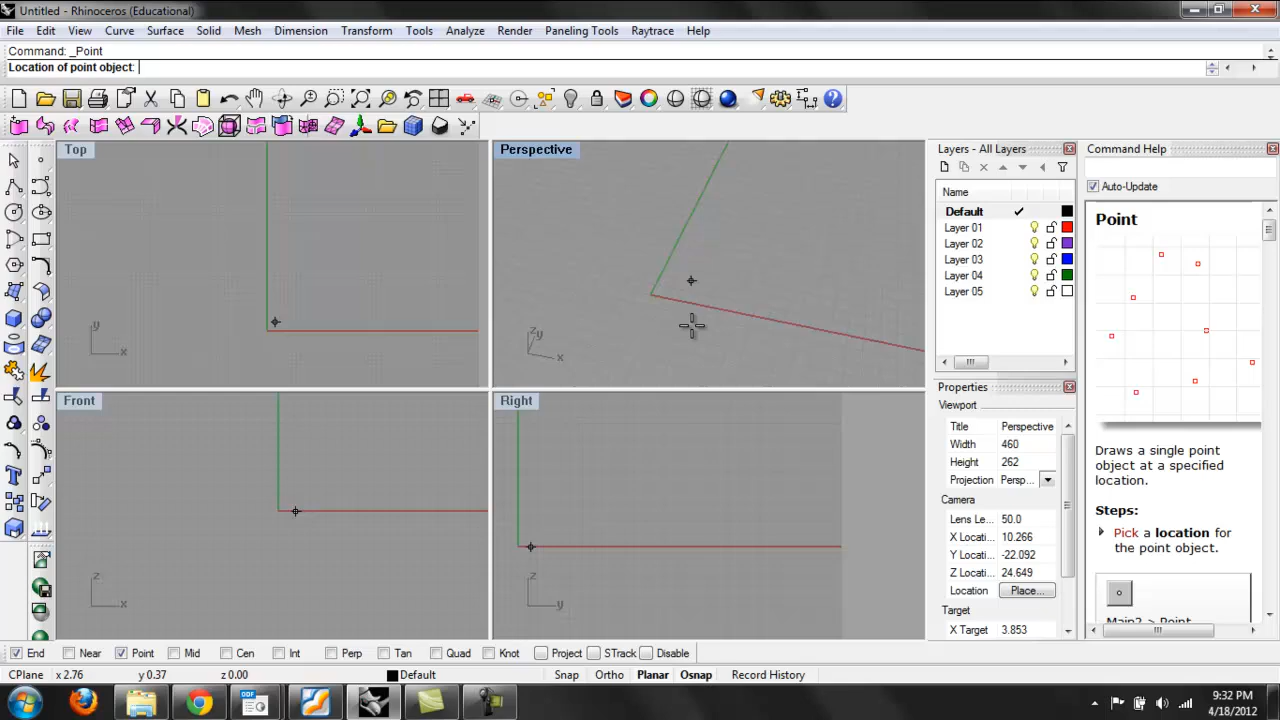 Untitled - Rhinoceros (Educational)
File Edit View Curve Surface Solid Mesh Dimension Transform Tools Analyze Render Paneling Tools Raytrace Help
Command: _Point
Location of point object:
Top
Perspective
Layers - All Layers
Command Help
Auto-Update
Name
Default
Layer 01
Layer 02
Layer 03
Layer 04
Layer 05
Point
y
x
z y
x
Front
Right
z
x
z
y
Properties
Viewport
Title Perspective
Width 460
Height 262
Projection Persp...
Camera
Lens Le... 50.0
X Locati... 10.266
Y Locati... -22.092
Z Locati... 24.649
Location Place...
Target
X Target 3.853
Draws a single point
object at a specified
location.
Steps:
Pick a location for
the point object.
Main2 > Point
End Near Point Mid Cen Int Perp Tan Quad Knot Project STrack Disable
CPlane x 2.76 y 0.37 z 0.00 Default Snap Ortho Planar Osnap Record History
ODF
9:32 PM
4/18/2012